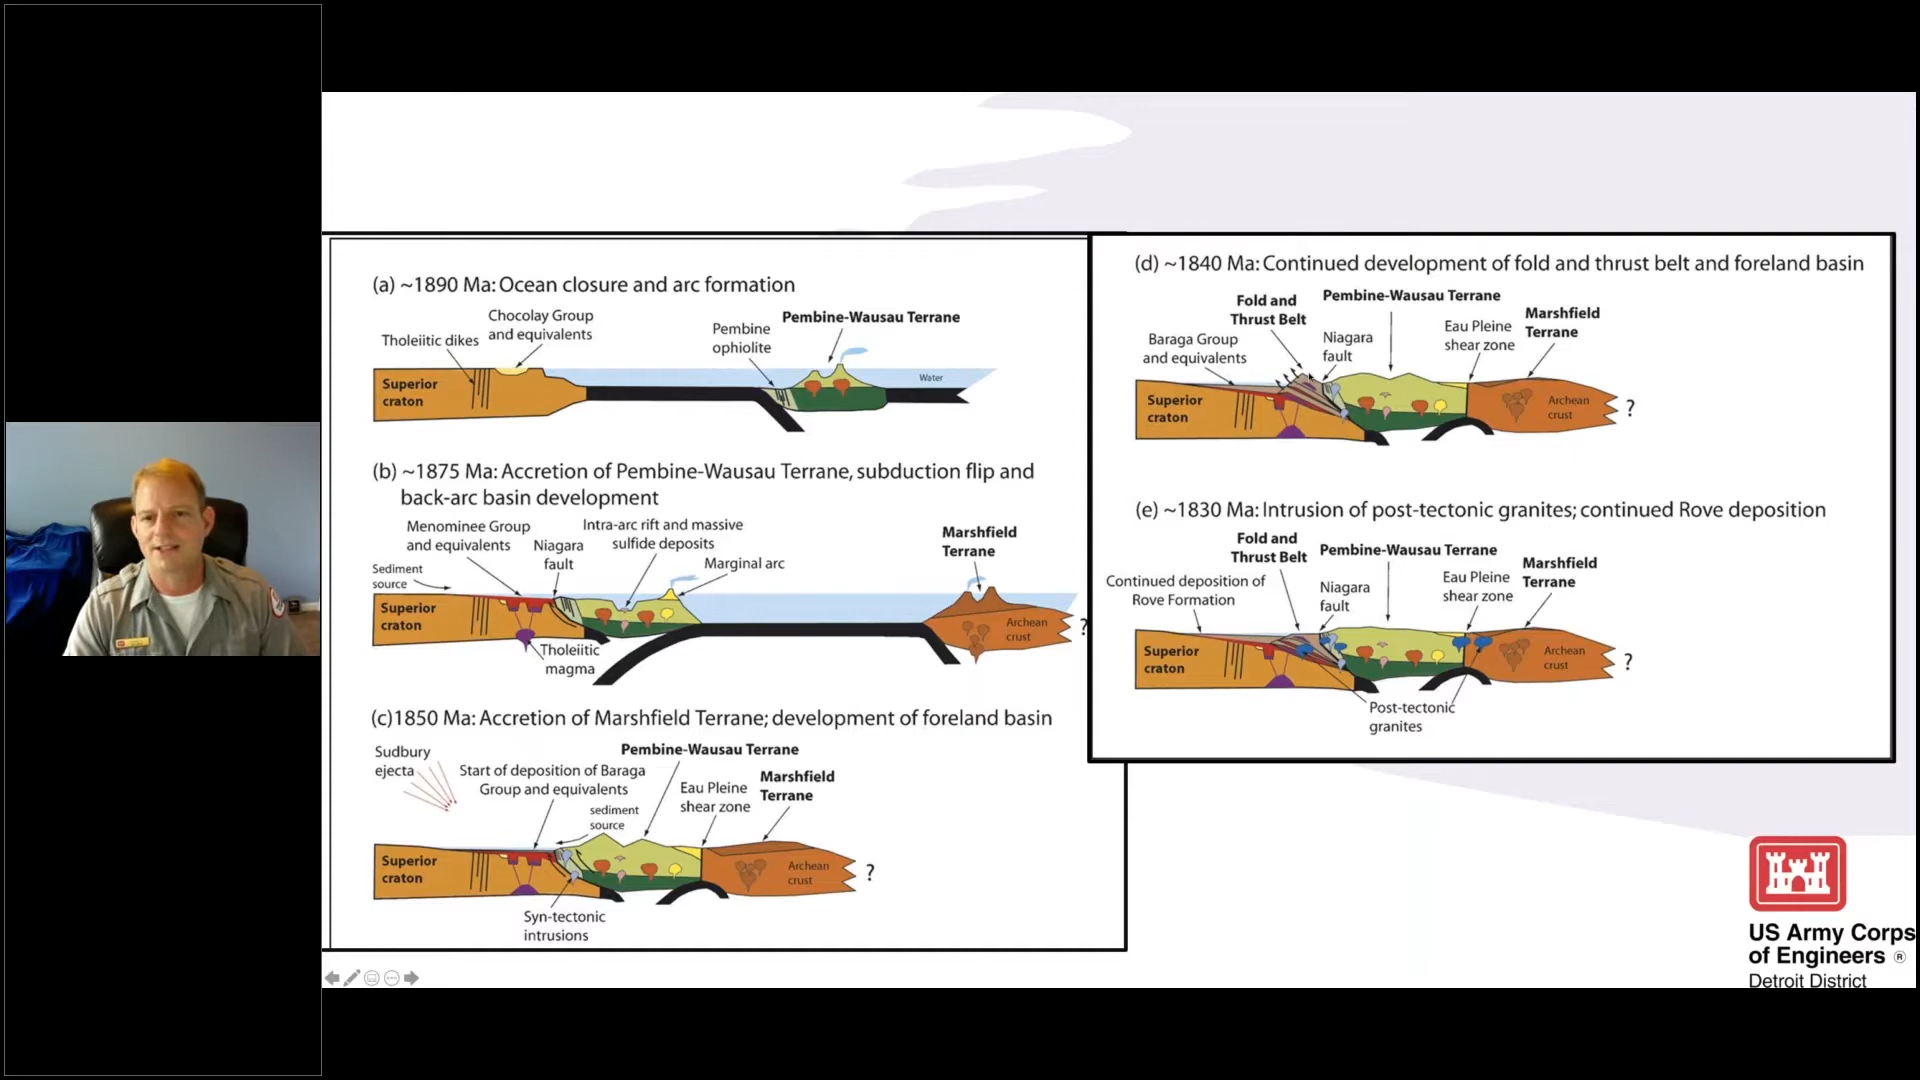 (a) ~1890 Ma: Ocean closure and arc formation
Chocolay Group
and equivalents
Tholeiitic dikes
Pembine
ophiolite
Pembine-Wausau Terrane
Water
Superior
craton
(b) ~1875 Ma: Accretion of Pembine-Wausau Terrane, subduction flip and
back-arc basin development
Menominee Group
and equivalents
Niagara
fault
Intra-arc rift and massive
sulfide deposits
Marginal arc
Marshfield
Terrane
Sediment
source
Superior
craton
Archean
crust
?
Tholeiitic
magma
(c)1850 Ma: Accretion of Marshfield Terrane; development of foreland basin
Sudbury
ejecta
Start of deposition of Baraga
Group and equivalents
sediment
source
Pembine-Wausau Terrane
Eau Pleine
shear zone
Marshfield
Terrane
Superior
craton
Archean
crust
?
Syn-tectonic
intrusions
(d) ~1840 Ma: Continued development of fold and thrust belt and foreland basin
Fold and
Thrust Belt
Pembine-Wausau Terrane
Baraga Group
and equivalents
Niagara
fault
Eau Pleine
shear zone
Marshfield
Terrane
Superior
craton
Archean
crust
?
(e) ~1830 Ma: Intrusion of post-tectonic granites; continued Rove deposition
Fold and
Thrust Belt
Pembine-Wausau Terrane
Continued deposition of
Rove Formation
Niagara
fault
Eau Pleine
shear zone
Marshfield
Terrane
Superior
craton
Archean
crust
?
Post-tectonic
granites
US Army Corps
of Engineers ®
Detroit District